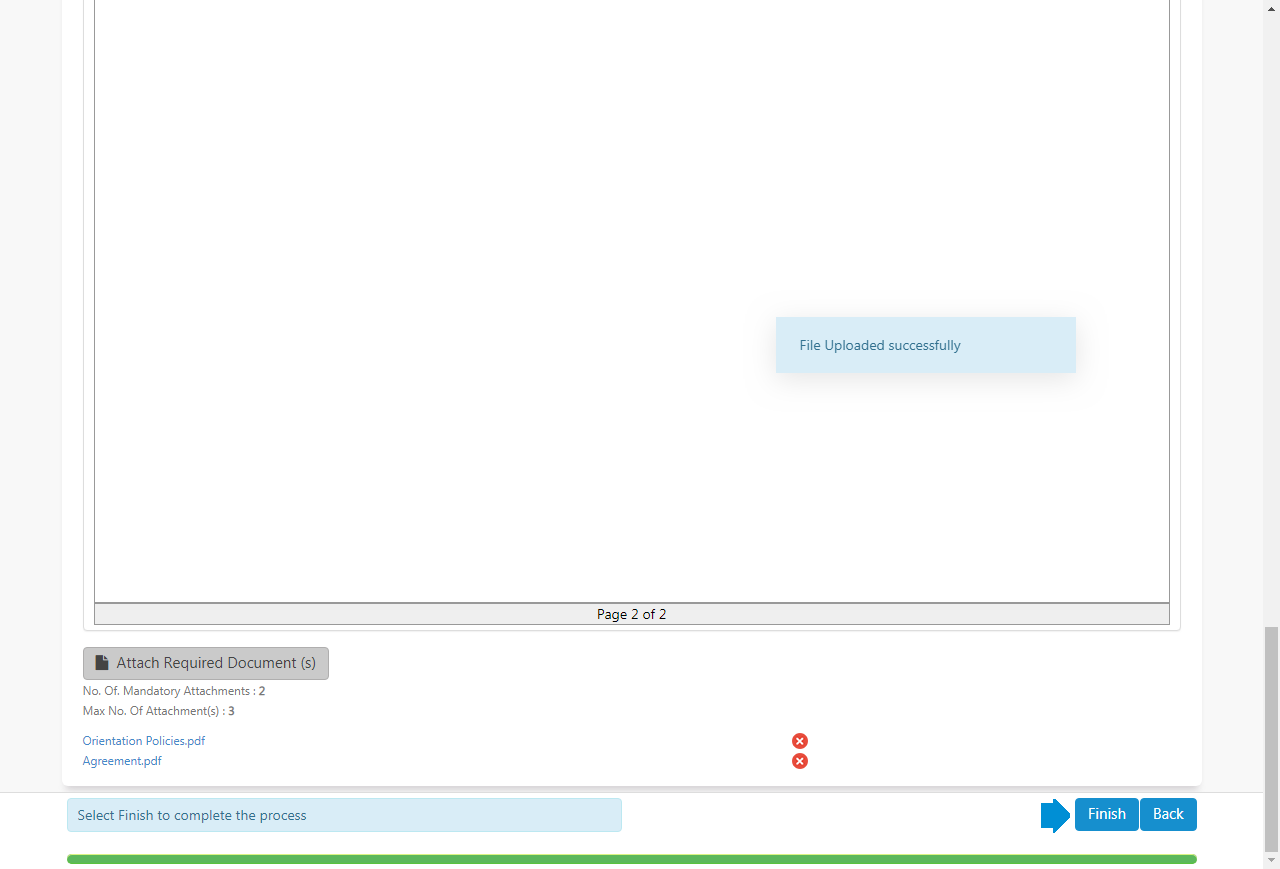 File Uploaded successfully
Page 2 of 2
Attach Required Document (s)
No. Of. Mandatory Attachments : 2
Max No. Of Attachment(s) : 3
Orientation Policies.pdf
Agreement.pdf
Select Finish to complete the process
Finish
Back